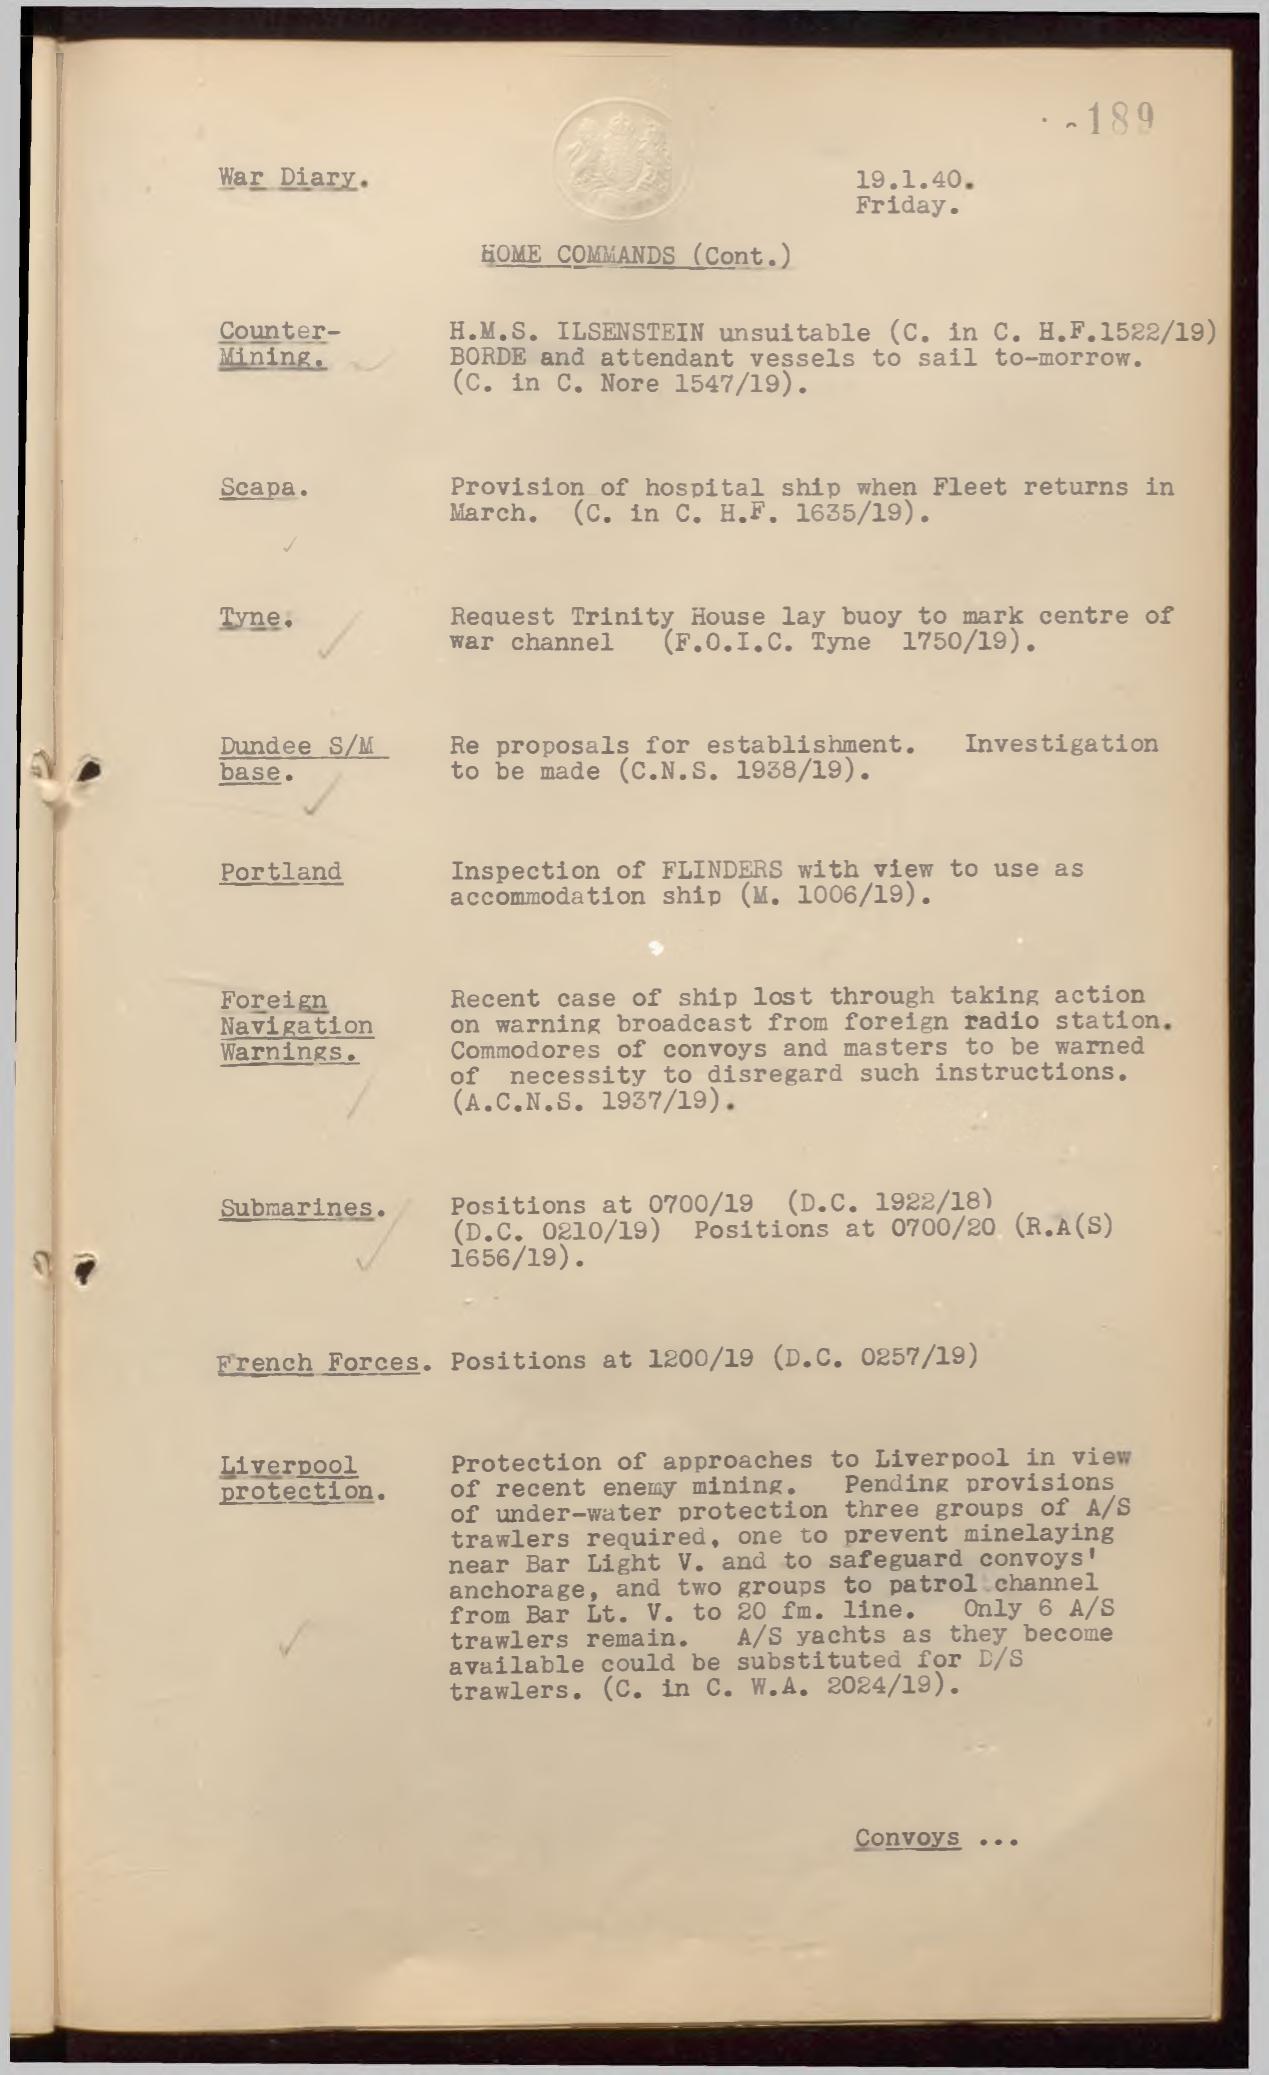 189
War Diary.
19.1.40.
Friday.
HOME COMMANDS (Cont.)
Counter-
Mining.
H.M.S. ILSENSTEIN unsuitable (C. in C. H.F.1522/19)
BORDE and attendant vessels to sail to-morrow.
(C. in C. Nore 1547/19).
Scapa.
Provision of hospital ship when Fleet returns in
March. (C. in C. H.F. 1635/19).
Tyne.
Request Trinity House lay buoy to mark centre of
war channel (F.O.I.C. Tyne 1750/19).
Dundee S/M
base.
Re proposals for establishment. Investigation
to be made (C.N.S. 1938/19).
Portland
Inspection of FLINDERS with view to use as
accommodation ship (M. 1006/19).
Foreign
Navigation
Warnings.
Recent case of ship lost through taking action
on warning broadcast from foreign radio station.
Commodores of convoys and masters to be warned
of necessity to disregard such instructions.
(A.C.N.S. 1937/19).
Submarines.
Positions at 0700/19 (D.C. 1922/18)
(D.C. 0210/19) Positions at 0700/20 (R.A(S)
1656/19).
French Forces. Positions at 1200/19 (D.C. 0257/19)
Liverpool
protection.
Protection of approaches to Liverpool in view
of recent enemy mining. Pending provisions
of under-water protection three groups of A/S
trawlers required, one to prevent minelaying
near Bar Light V. and to safeguard convoys'
anchorage, and two groups to patrol channel
from Bar Lt. V. to 20 fm. line. Only 6 A/S
trawlers remain. A/S yachts as they become
available could be substituted for D/S
trawlers. (C. in C. W.A. 2024/19).
Convoys ...